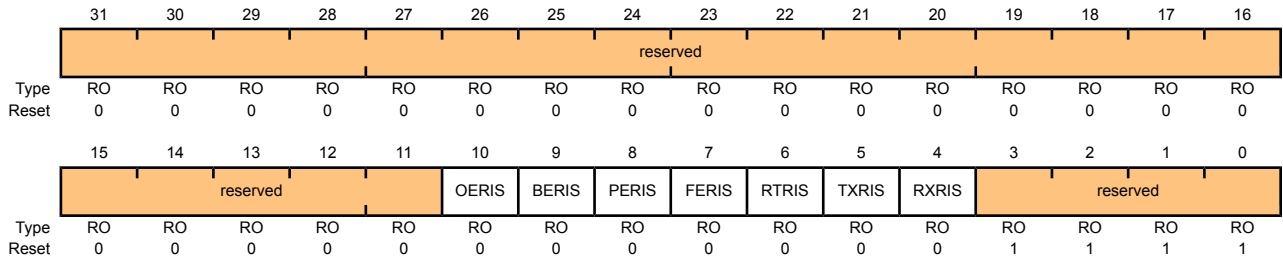 31 30 29 28 27 26 25 24 23 22 21 20 19 18 17 16
reserved
Type RO RO RO RO RO RO RO RO RO RO RO RO RO RO RO RO
Reset 0 0 0 0 0 0 0 0 0 0 0 0 0 0 0 0
15 14 13 12 11 10 9 8 7 6 5 4 3 2 1 0
reserved OERIS BERIS PERIS FERIS RTRIS TXRIS RXRIS reserved
Type RO RO RO RO RO RO RO RO RO RO RO RO RO RO RO RO
Reset 0 0 0 0 0 0 0 0 0 0 0 0 1 1 1 1